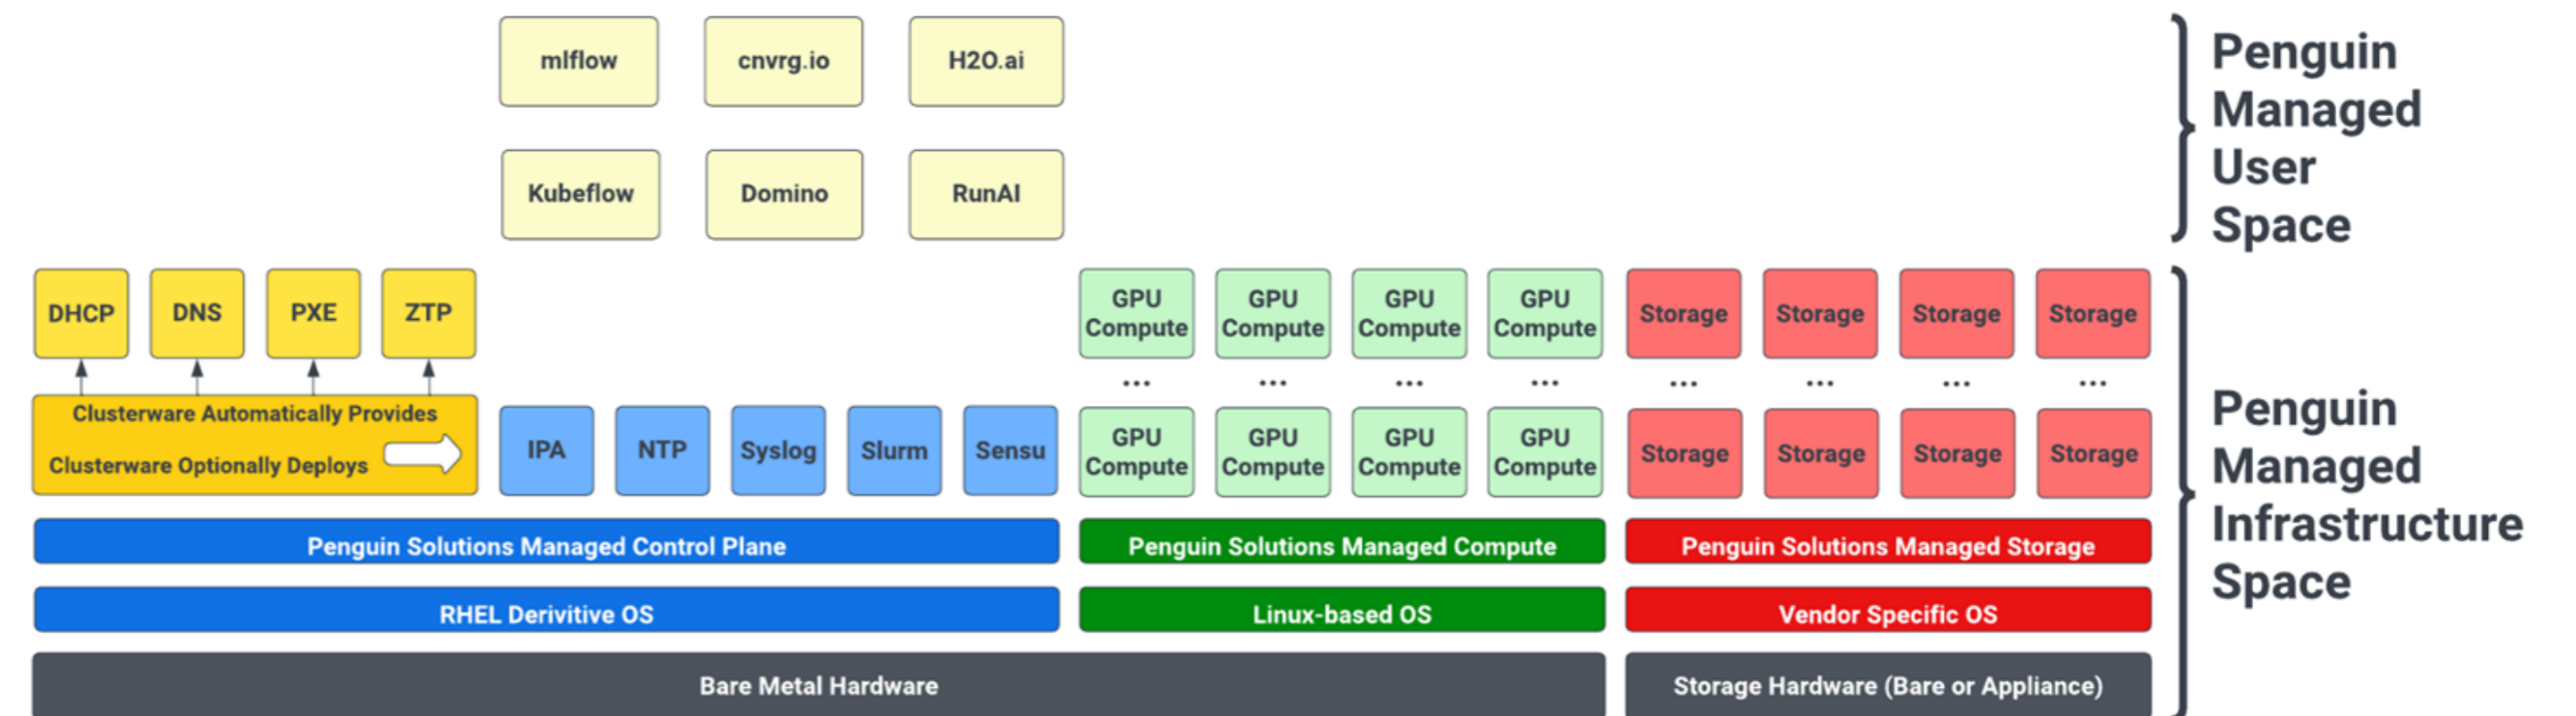 mlflow
cnvrg.io
H2O.ai
Penguin
Managed
User
Space
Kubeflow
Domino
RunAI
DHCP
DNS
PXE
ZTP
GPU
Compute
GPU
Compute
GPU
Compute
GPU
Compute
Storage
Storage
Storage
Storage
...
...
...
...
...
...
...
...
Clusterware Automatically Provides
Clusterware Optionally Deploys
IPA
NTP
Syslog
Slurm
Sensu
GPU
Compute
GPU
Compute
GPU
Compute
GPU
Compute
Storage
Storage
Storage
Storage
Penguin
Managed
Infrastructure
Space
Penguin Solutions Managed Control Plane
Penguin Solutions Managed Compute
Penguin Solutions Managed Storage
RHEL Derivitive OS
Linux-based OS
Vendor Specific OS
Bare Metal Hardware
Storage Hardware (Bare or Appliance)